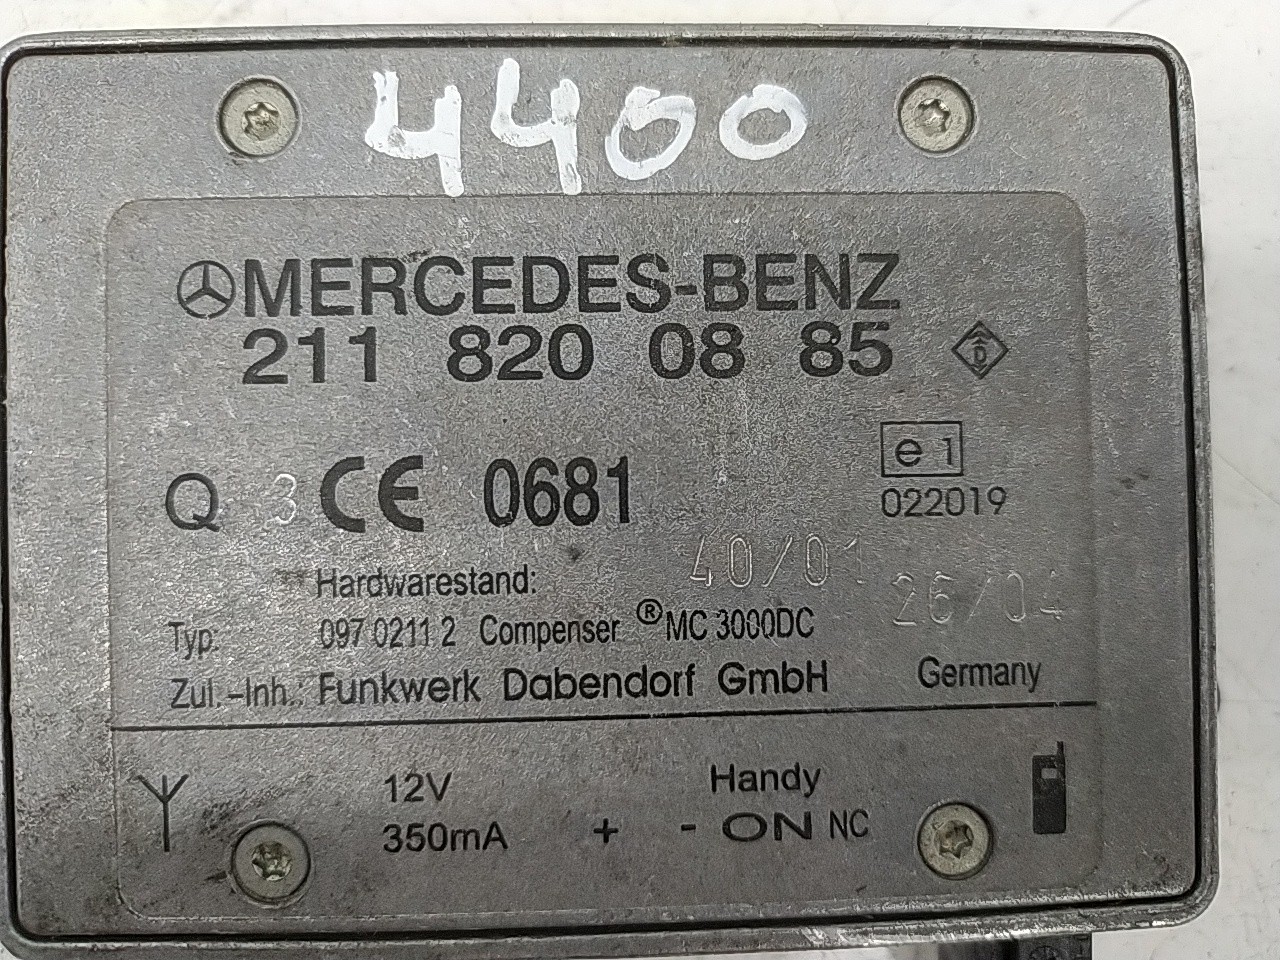 4400
MERCEDES-BENZ
211 820 08 85
D
e 1
Q 3 CE 0681
022019
40/01
Hardwarestand:
26/04
Typ: 097 0211 2 Compenser ® MC 3000DC
Zul.-Inh.: Funkwerk Dabendorf GmbH Germany
12V Handy
350mA + - ON NC